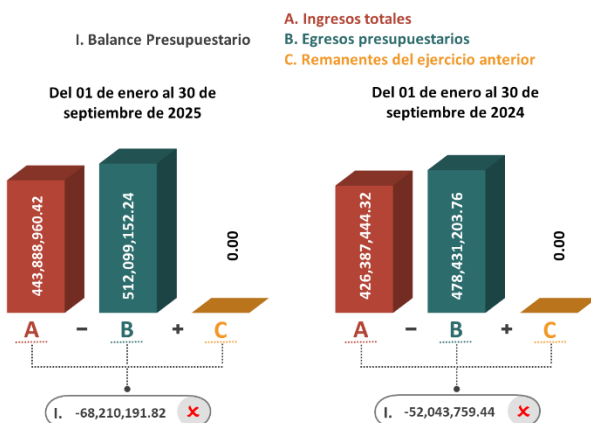 I. Balance Presupuestario
A. Ingresos totales
B. Egresos presupuestarios
C. Remanentes del ejercicio anterior
Del 01 de enero al 30 de
septiembre de 2025
443,888,960.42
512,099,152.24
0.00
A - B + C
I. -68,210,191.82 ✘
Del 01 de enero al 30 de
septiembre de 2024
426,387,444.32
478,431,203.76
0.00
A - B + C
I. -52,043,759.44 ✘